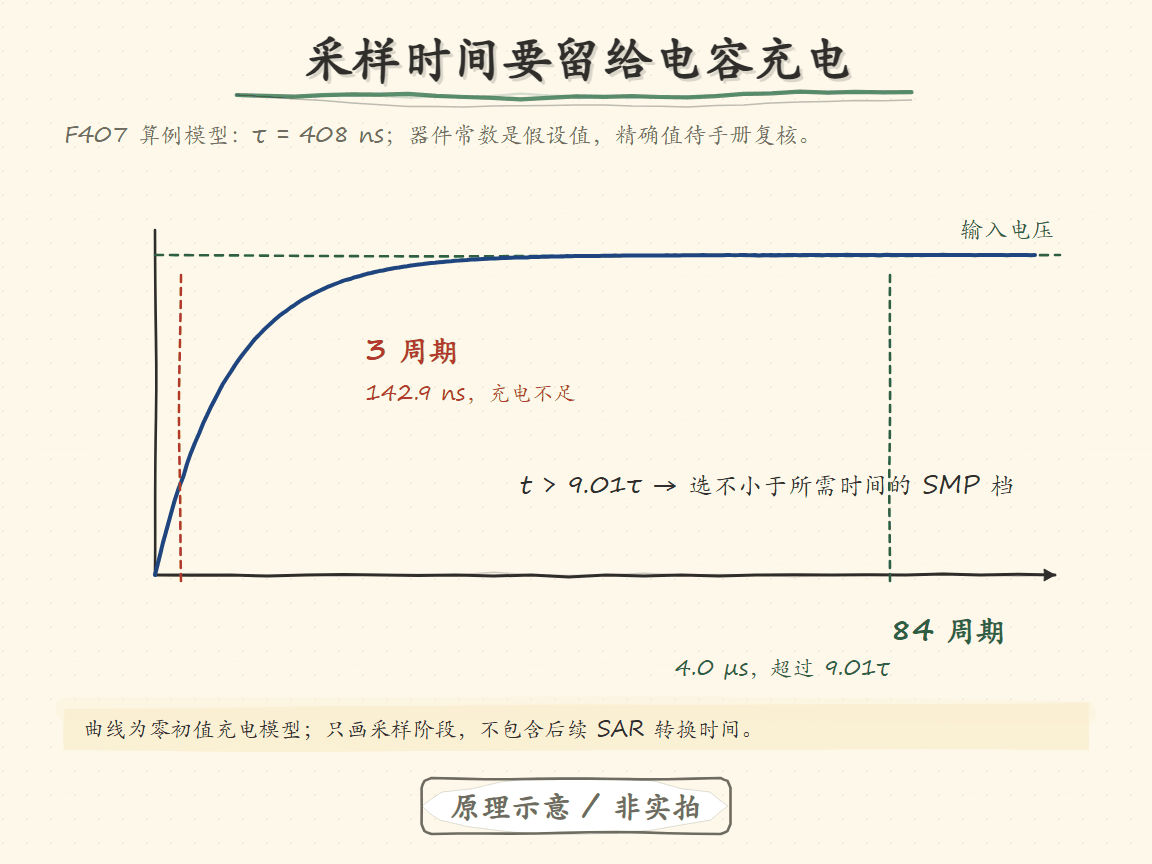 采样时间要留给电容充电
F407 算例模型：τ = 408 ns；器件常数是假设值，精确值待手册复核。
输入电压
3 周期
142.9 ns，充电不足
t > 9.01τ → 选不小于所需时间的 SMP 档
84 周期
4.0 μs，超过 9.01τ
曲线为零初值充电模型；只画采样阶段，不包含后续 SAR 转换时间。
原理示意 / 非实拍